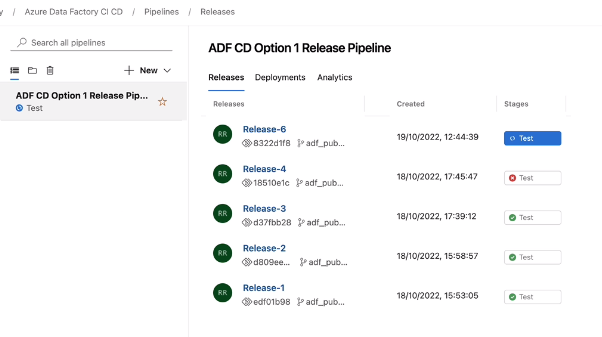 y / Azure Data Factory CI CD / Pipelines / Releases
Search all pipelines
New
ADF CD Option 1 Release Pip...
Test
ADF CD Option 1 Release Pipeline
Releases Deployments Analytics
Releases Created Stages
RR Release-6 19/10/2022, 12:44:39 Test
8322d1f8 adf_pub...
RR Release-4 18/10/2022, 17:45:47 Test
18510e1c adf_pub...
RR Release-3 18/10/2022, 17:39:12 Test
d37fbb28 adf_pub...
RR Release-2 18/10/2022, 15:58:57 Test
d809ee... adf_pub...
RR Release-1 18/10/2022, 15:53:05 Test
edf01b98 adf_pub...